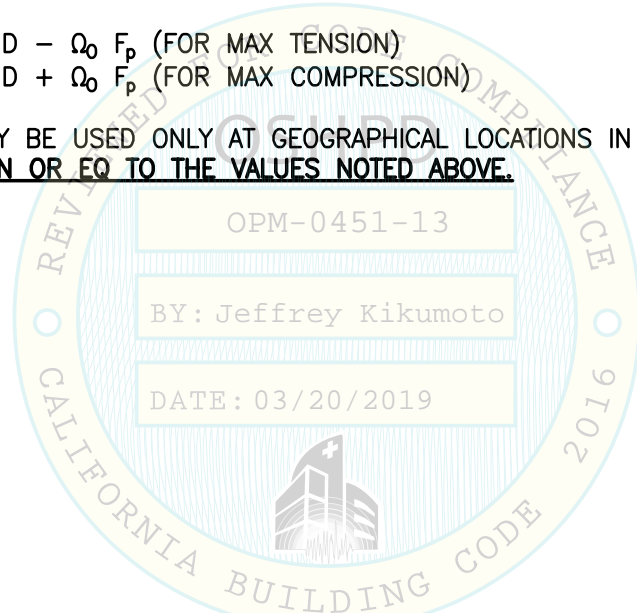 D − Ω₀ Fₚ (FOR MAX TENSION)
D + Ω₀ Fₚ (FOR MAX COMPRESSION)
Y BE USED ONLY AT GEOGRAPHICAL LOCATIONS IN
N OR EQ TO THE VALUES NOTED ABOVE.
REVIEWED FOR CODE COMPLIANCE
OSHPD
OPM-0451-13
BY: Jeffrey Kikumoto
DATE: 03/20/2019
CALIFORNIA BUILDING CODE 2016